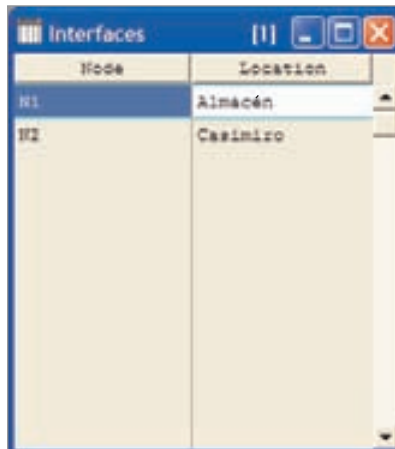 Interfaces [1]
Node Location
N1 Almacén
N2 Casimiro